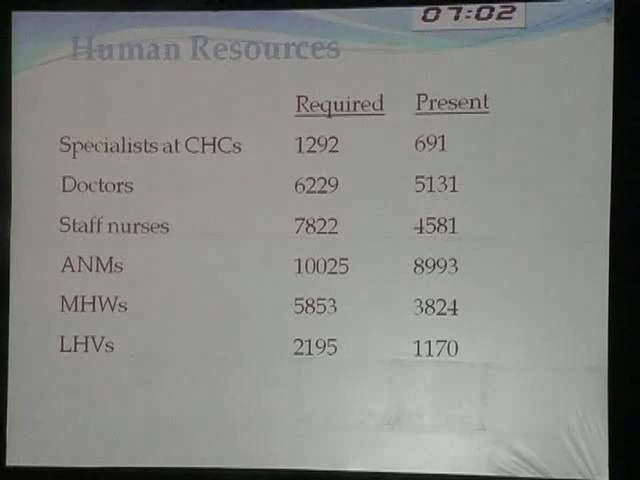 07:02
Human Resources
Required Present
Specialists at CHCs 1292 691
Doctors 6229 5131
Staff nurses 7822 4581
ANMs 10025 8993
MHWs 5853 3824
LHVs 2195 1170